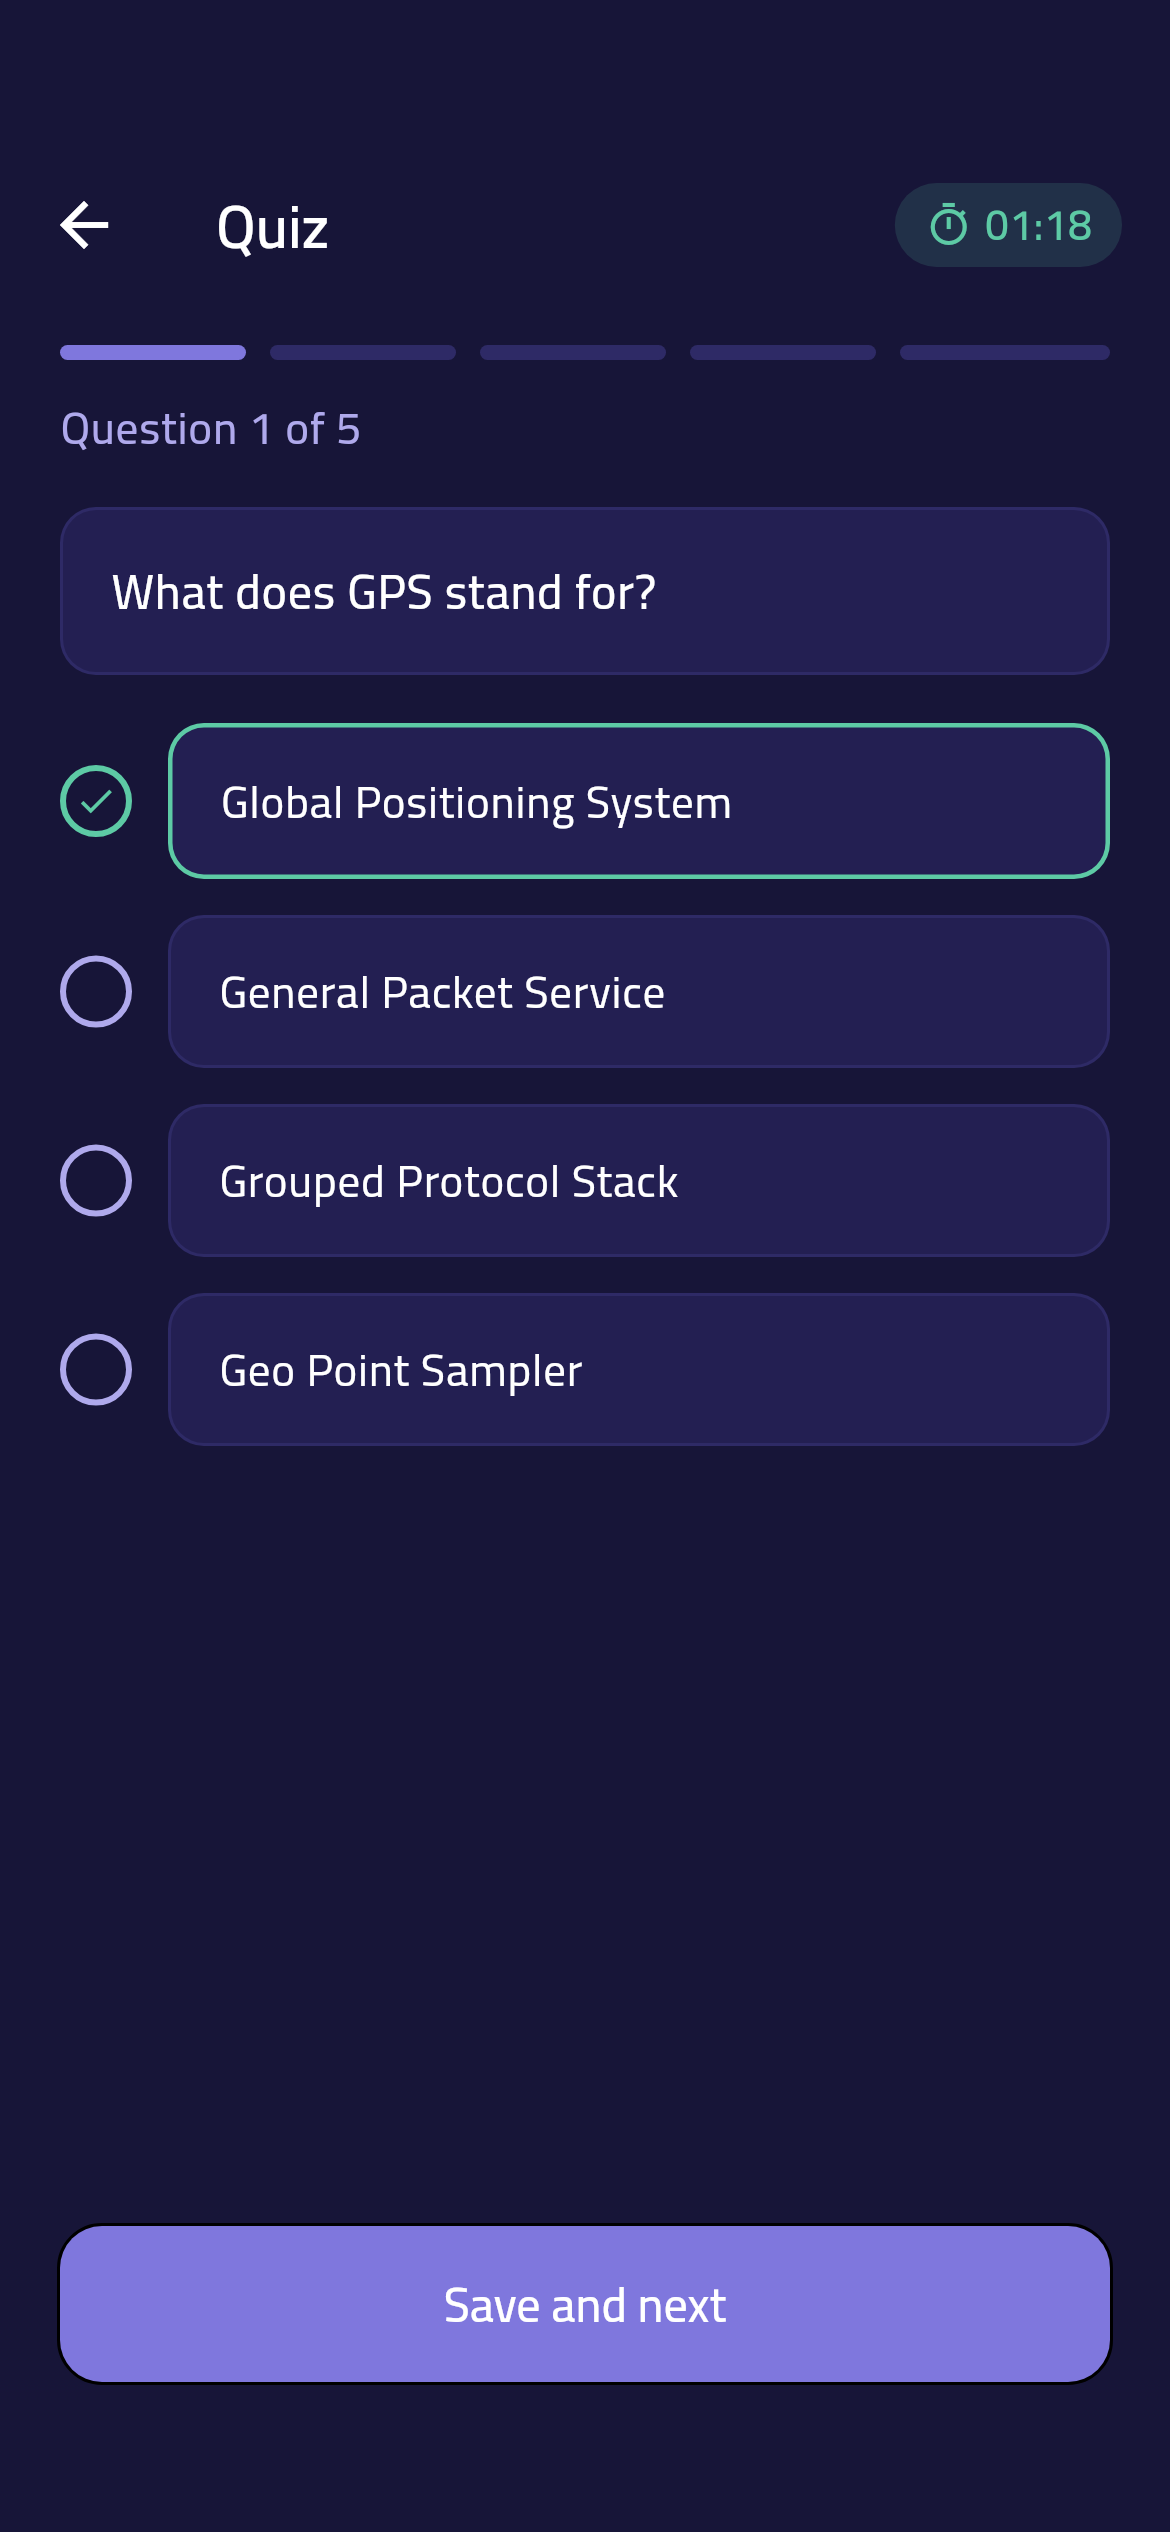 Quiz
01:18
Question 1 of 5
What does GPS stand for?
Global Positioning System
General Packet Service
Grouped Protocol Stack
Geo Point Sampler
Save and next